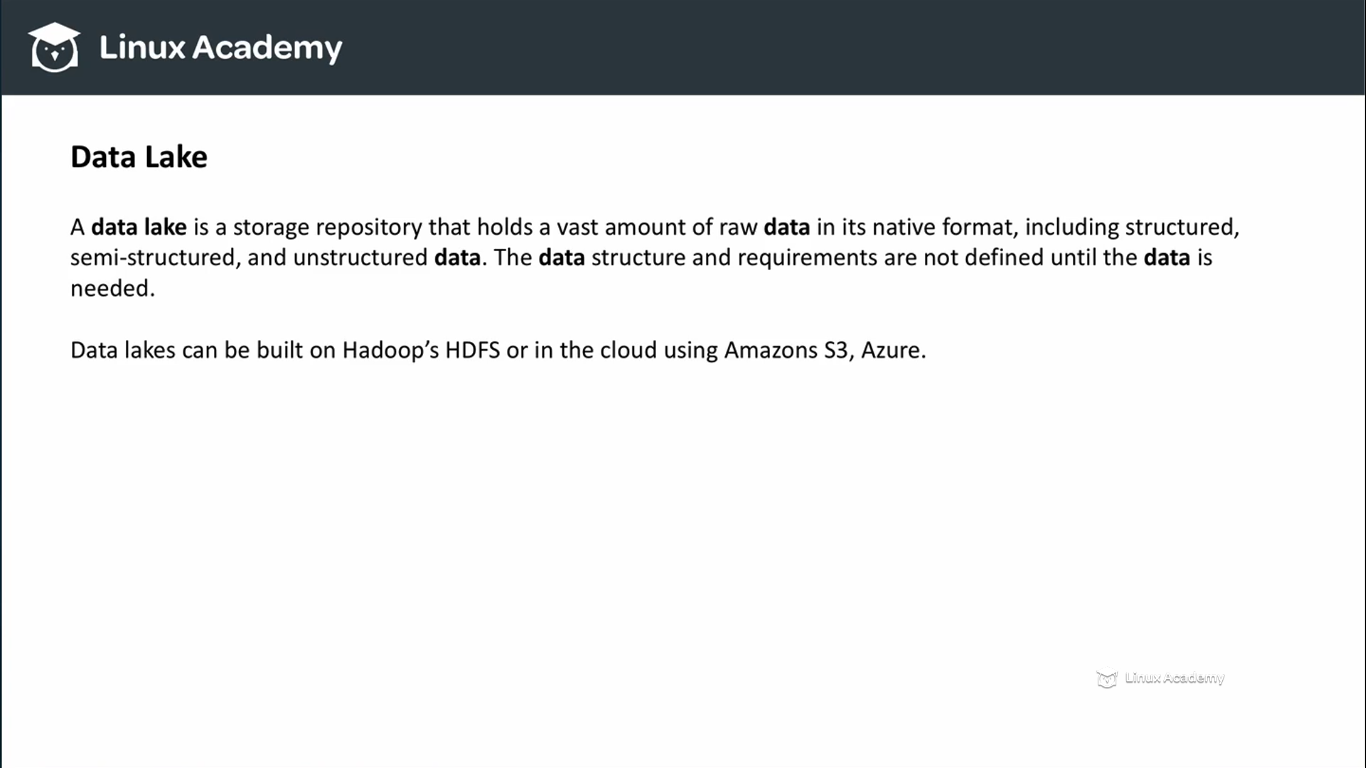 Linux Academy
Data Lake
A data lake is a storage repository that holds a vast amount of raw data in its native format, including structured,
semi-structured, and unstructured data. The data structure and requirements are not defined until the data is
needed.
Data lakes can be built on Hadoop’s HDFS or in the cloud using Amazons S3, Azure.
Linux Academy